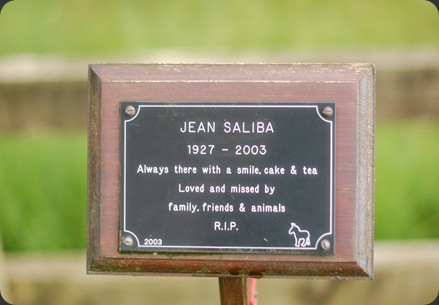 JEAN SALIBA
1927 - 2003
Always there with a smile, cake & tea
Loved and missed by
family, friends & animals
R.I.P.
2003